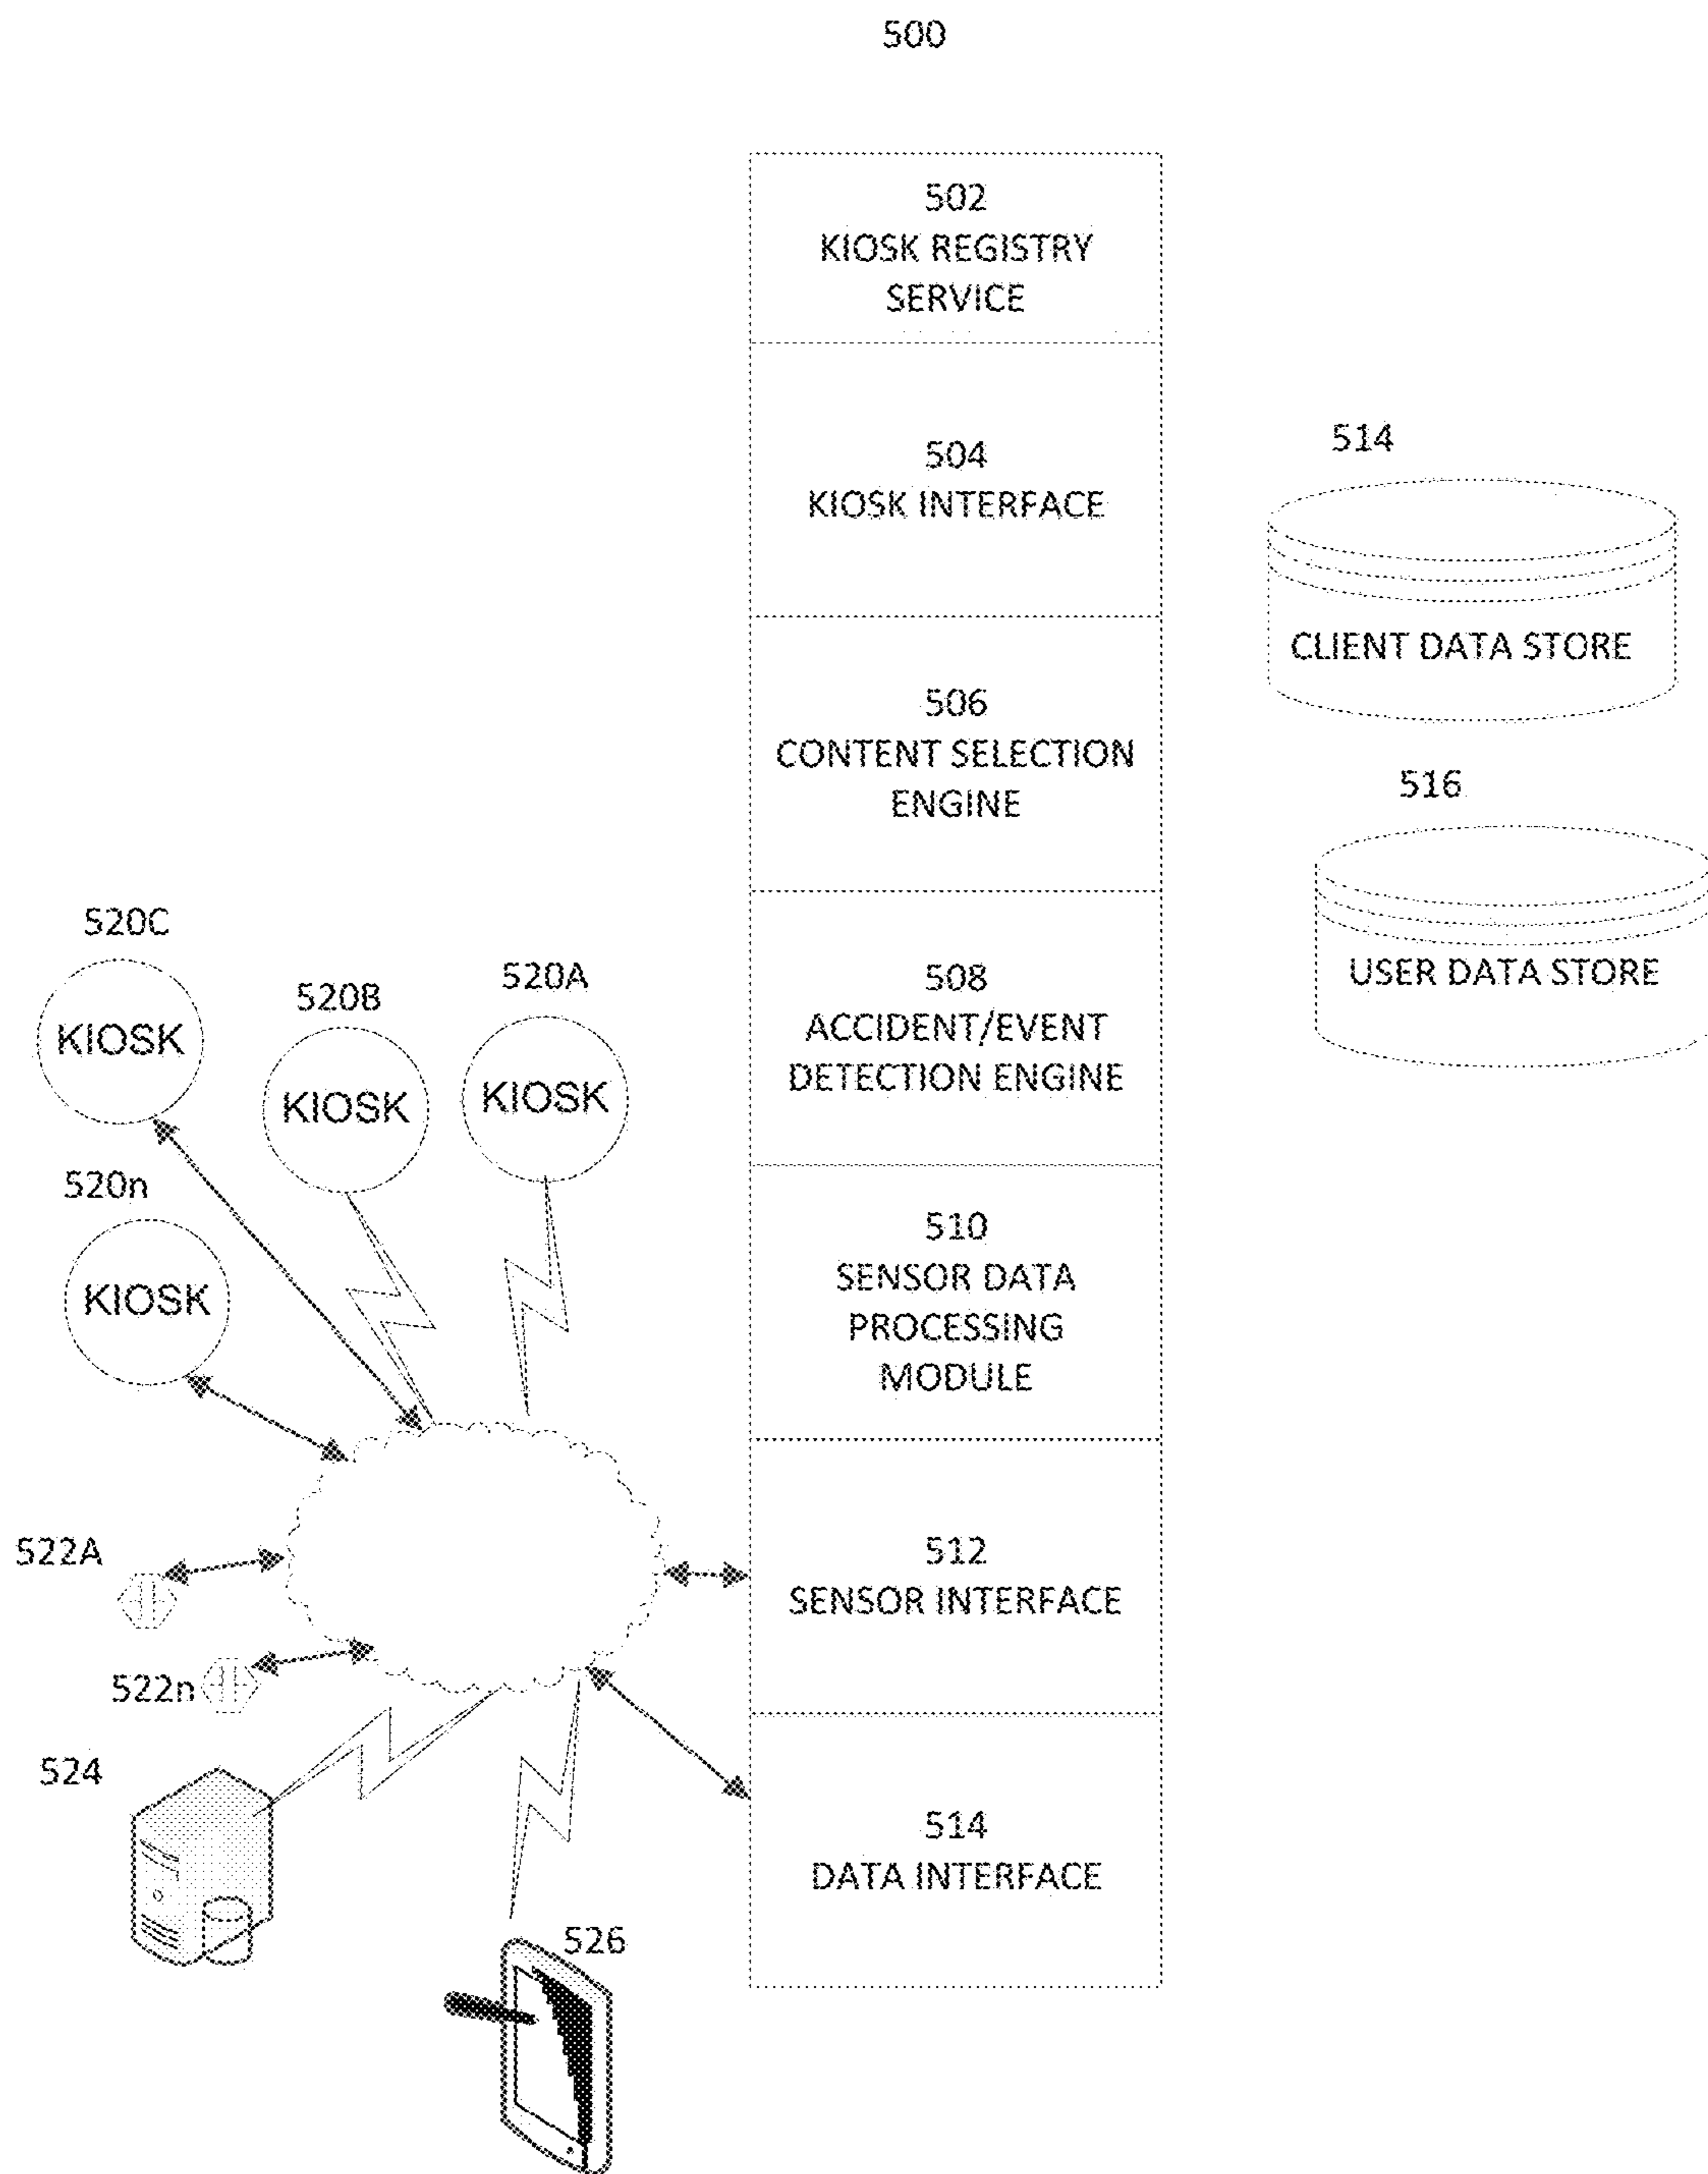 500
502
KIOSK REGISTRY
SERVICE
504
KIOSK INTERFACE
514
CLIENT DATA STORE
506
CONTENT SELECTION
ENGINE
516
USER DATA STORE
508
ACCIDENT/EVENT
DETECTION ENGINE
520C
KIOSK
520B
KIOSK
520A
KIOSK
520n
KIOSK
510
SENSOR DATA
PROCESSING
MODULE
522A
522n
512
SENSOR INTERFACE
524
526
514
DATA INTERFACE